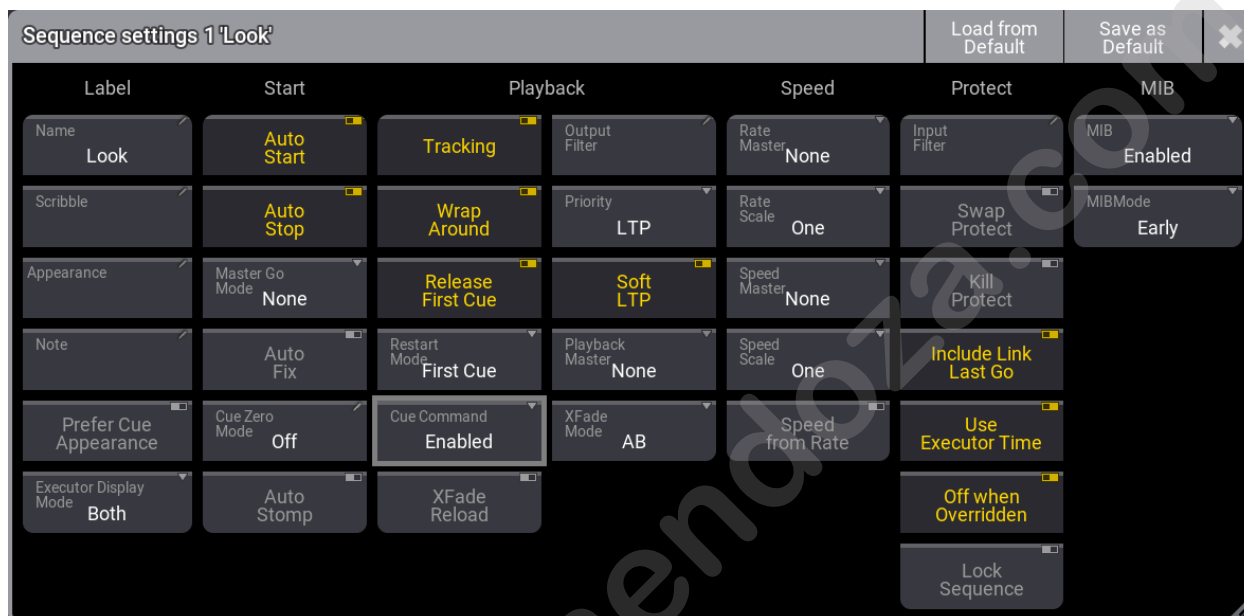 Sequence settings 1 'Look'
Load from
Default
Save as
Default
Label
Start
Playback
Speed
Protect
MIB
Name
Look
Auto
Start
Tracking
Output
Filter
Rate
Master
None
Input
Filter
MIB
Enabled
Scribble
Auto
Stop
Wrap
Around
Priority
LTP
Rate
Scale
One
Swap
Protect
MIBMode
Early
Appearance
Master Go
Mode
None
Release
First Cue
Soft
LTP
Speed
Master
None
Kill
Protect
Note
Auto
Fix
Restart
Mode
First Cue
Playback
Master
None
Speed
Scale
One
Include Link
Last Go
Prefer Cue
Appearance
Cue Zero
Mode
Off
Cue Command
Enabled
XFade
Mode
AB
Speed
from Rate
Use
Executor Time
Executor Display
Mode
Both
Auto
Stomp
XFade
Reload
Off when
Overridden
Lock
Sequence
endoza.com